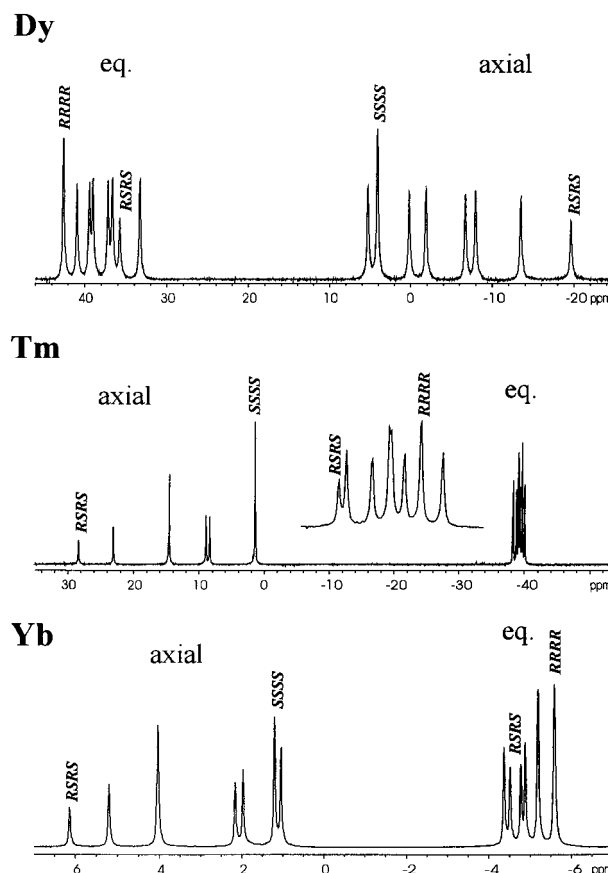 Dy
eq.
axial
RRRR
RSRS
SSSS
RSRS
40 30 20 10 0 -10 -20 ppm
Tm
axial
eq.
RSRS
SSSS
RSRS
RRRR
30 20 10 0 -10 -20 -30 -40 ppm
Yb
axial
eq.
RSRS
SSSS
RSRS
RRRR
6 4 2 0 -2 -4 -6 ppm